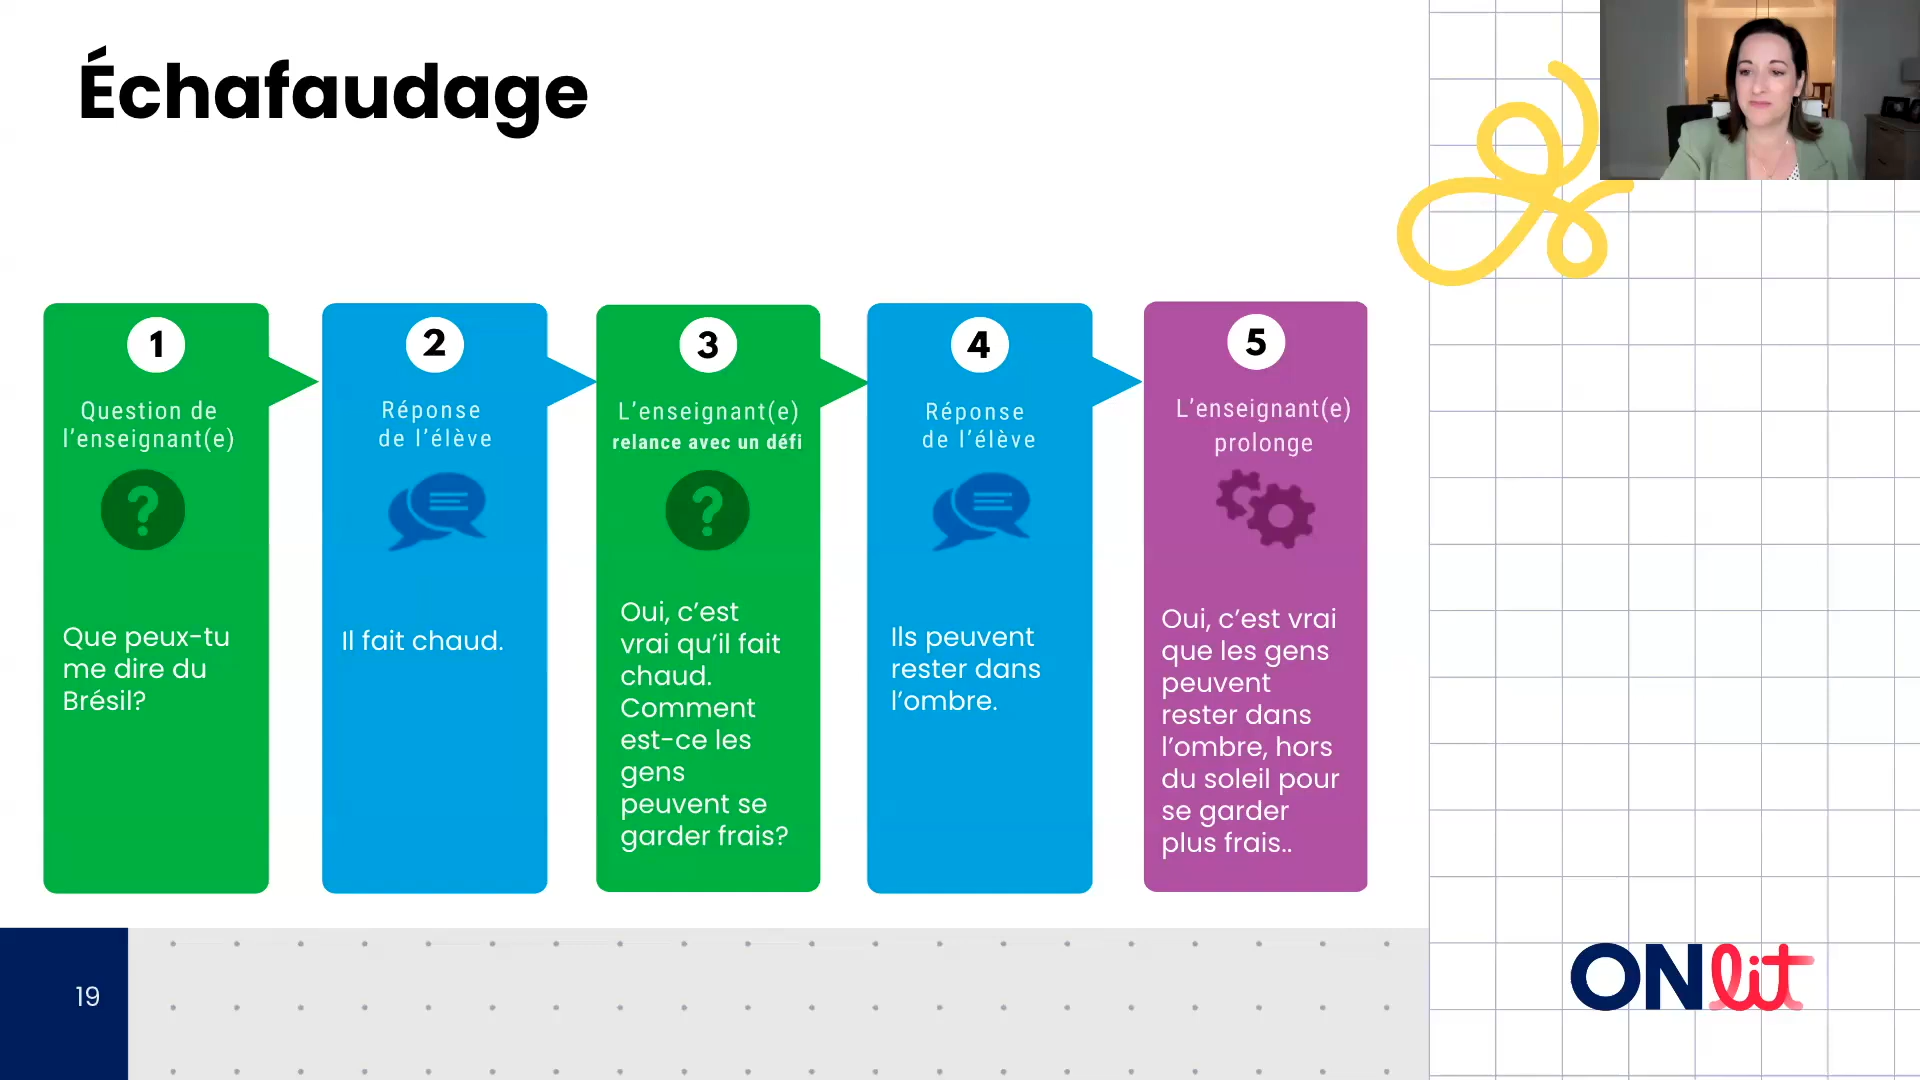 Échafaudage
1
Question de
l’enseignant(e)
Que peux-tu
me dire du
Brésil?
2
Réponse
de l’élève
Il fait chaud.
3
L’enseignant(e)
relance avec un défi
Oui, c’est
vrai qu’il fait
chaud.
Comment
est-ce les
gens
peuvent se
garder frais?
4
Réponse
de l’élève
Ils peuvent
rester dans
l’ombre.
5
L’enseignant(e)
prolonge
Oui, c’est vrai
que les gens
peuvent
rester dans
l’ombre, hors
du soleil pour
se garder
plus frais..
19
ONlit